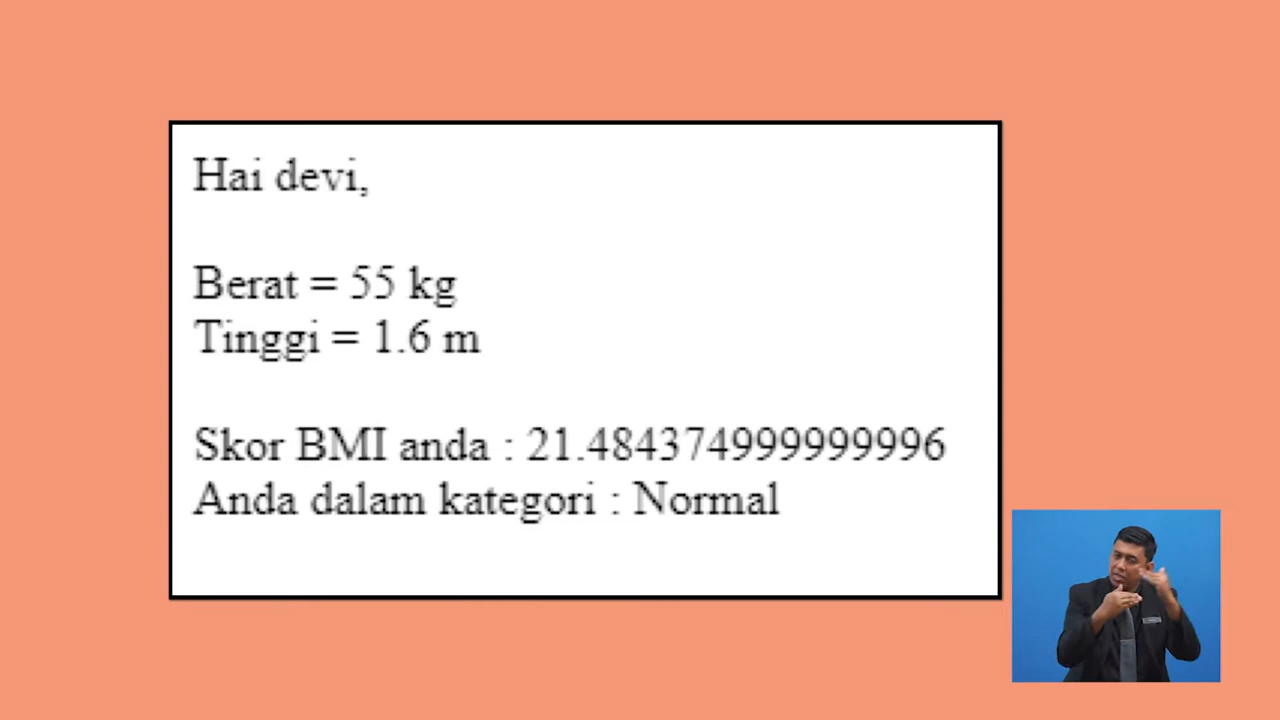 Hai devi,
Berat = 55 kg
Tinggi = 1.6 m
Skor BMI anda : 21.484374999999996
Anda dalam kategori : Normal